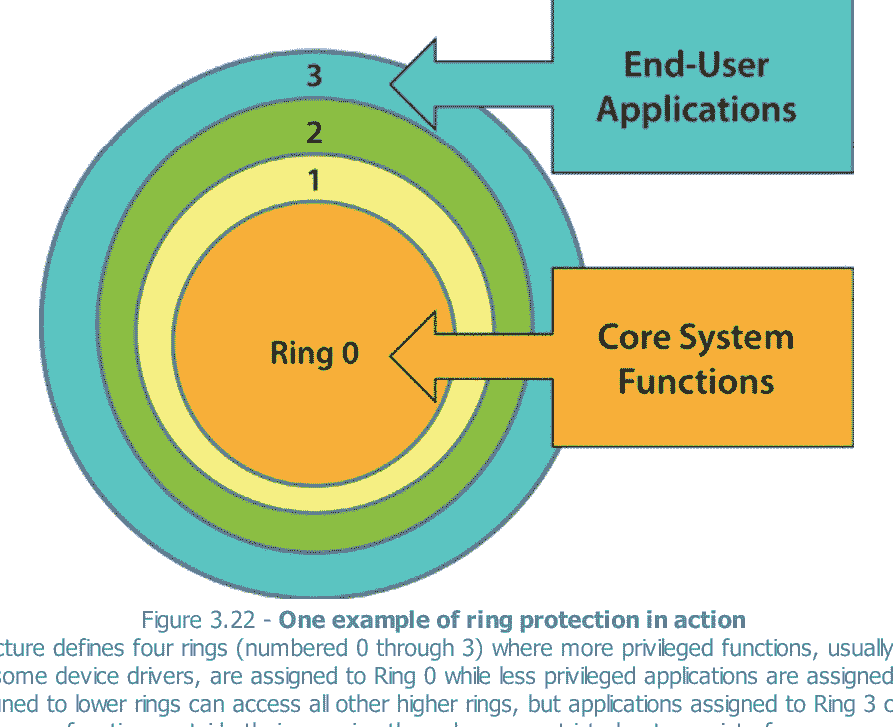 3
End-User
Applications
2
1
Core System
Ring 0
Functions
Figure 3.22 - One example of ring protection in action
cture defines four rings (numbered 0 through 3) where more privileged functions, usually
some device drivers, are assigned to Ring 0 while less privileged applications are assigned
ned to lower rings can access all other higher rings, but applications assigned to Ring 3